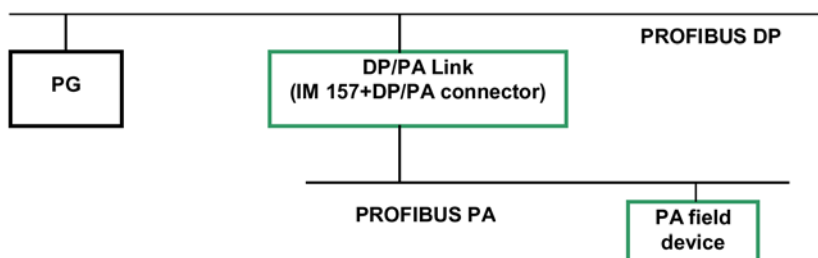 PROFIBUS DP
PG
DP/PA Link
(IM 157+DP/PA connector)
PROFIBUS PA
PA field
device